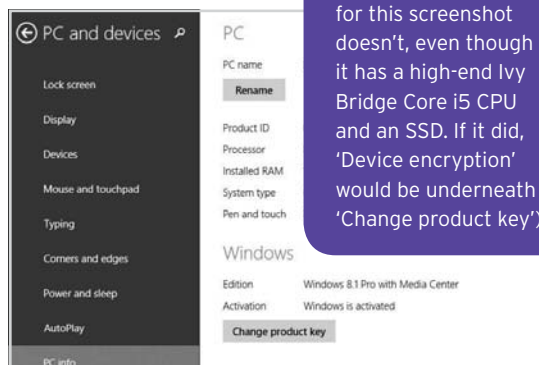 PC and devices
Lock screen
Display
Devices
Mouse and touchpad
Typing
Corners and edges
Power and sleep
AutoPlay
PC info
PC
PC name
Rename
Product ID
Processor
Installed RAM
System type
Pen and touch
Windows
Edition Windows 8.1 Pro with Media Center
Activation Windows is activated
Change product key
for this screenshot
doesn't, even though
it has a high-end Ivy
Bridge Core i5 CPU
and an SSD. If it did,
'Device encryption'
would be underneath
'Change product key')